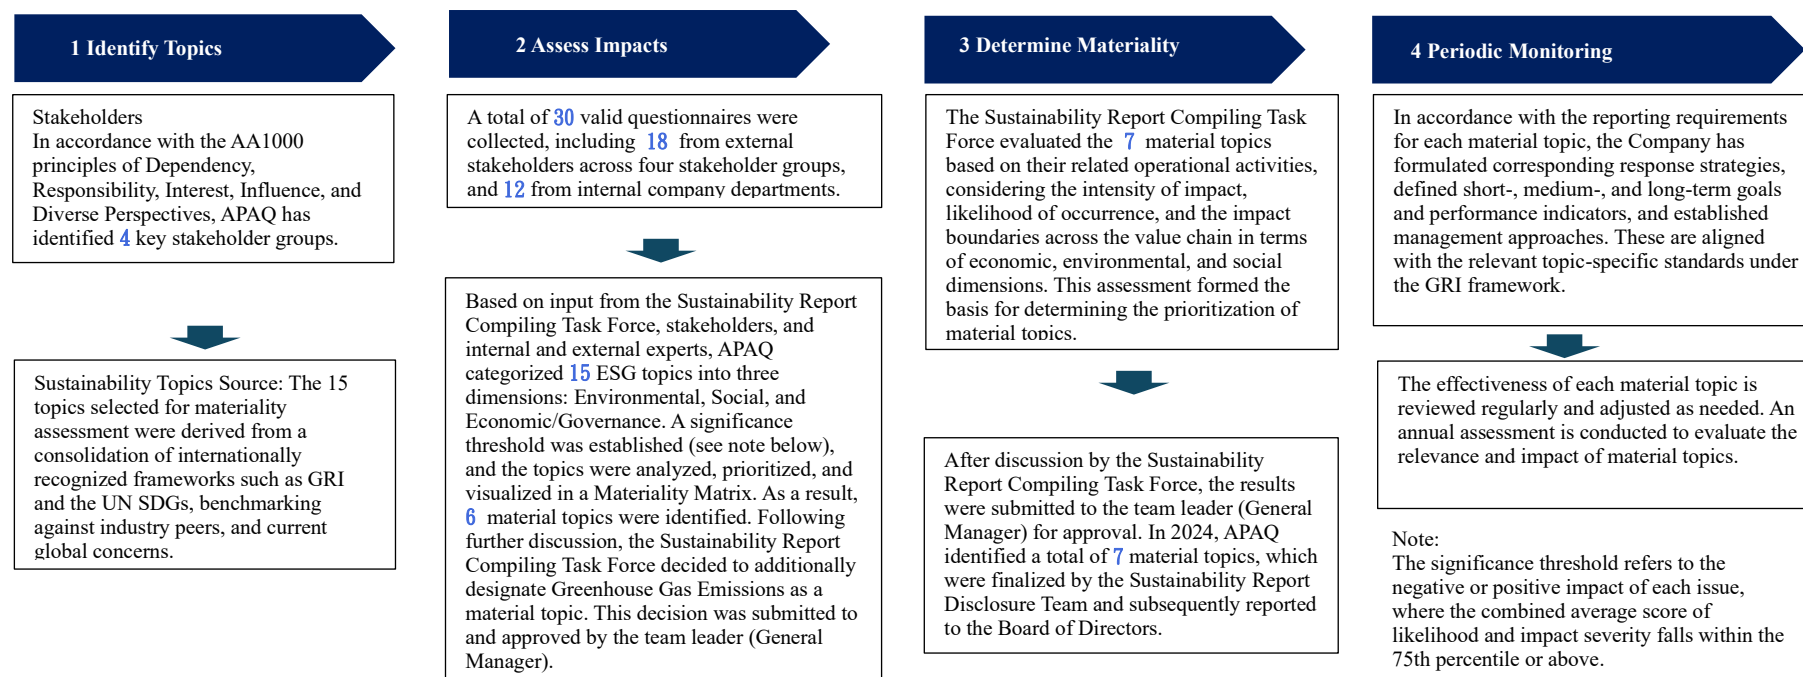 1 Identify Topics
Stakeholders
In accordance with the AA1000
principles of Dependency,
Responsibility, Interest, Influence, and
Diverse Perspectives, APAQ has
identified 4 key stakeholder groups.
Sustainability Topics Source: The 15
topics selected for materiality
assessment were derived from a
consolidation of internationally
recognized frameworks such as GRI
and the UN SDGs, benchmarking
against industry peers, and current
global concerns.
2 Assess Impacts
A total of 30 valid questionnaires were
collected, including 18 from external
stakeholders across four stakeholder groups,
and 12 from internal company departments.
Based on input from the Sustainability Report
Compiling Task Force, stakeholders, and
internal and external experts, APAQ
categorized 15 ESG topics into three
dimensions: Environmental, Social, and
Economic/Governance. A significance
threshold was established (see note below),
and the topics were analyzed, prioritized, and
visualized in a Materiality Matrix. As a result,
6 material topics were identified. Following
further discussion, the Sustainability Report
Compiling Task Force decided to additionally
designate Greenhouse Gas Emissions as a
material topic. This decision was submitted to
and approved by the team leader (General
Manager).
3 Determine Materiality
The Sustainability Report Compiling Task
Force evaluated the 7 material topics
based on their related operational activities,
considering the intensity of impact,
likelihood of occurrence, and the impact
boundaries across the value chain in terms
of economic, environmental, and social
dimensions. This assessment formed the
basis for determining the prioritization of
material topics.
After discussion by the Sustainability
Report Compiling Task Force, the results
were submitted to the team leader (General
Manager) for approval. In 2024, APAQ
identified a total of 7 material topics, which
were finalized by the Sustainability Report
Disclosure Team and subsequently reported
to the Board of Directors.
4 Periodic Monitoring
In accordance with the reporting requirements
for each material topic, the Company has
formulated corresponding response strategies,
defined short-, medium-, and long-term goals
and performance indicators, and established
management approaches. These are aligned
with the relevant topic-specific standards under
the GRI framework.
The effectiveness of each material topic is
reviewed regularly and adjusted as needed. An
annual assessment is conducted to evaluate the
relevance and impact of material topics.
Note:
The significance threshold refers to the
negative or positive impact of each issue,
where the combined average score of
likelihood and impact severity falls within the
75th percentile or above.